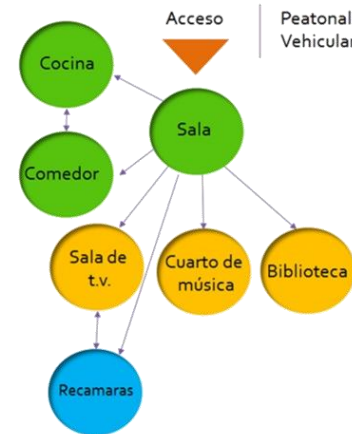 Acceso
Peatonal
Vehicular
Cocina
Sala
Comedor
Sala de
t.v.
Cuarto de
música
Biblioteca
Recamaras